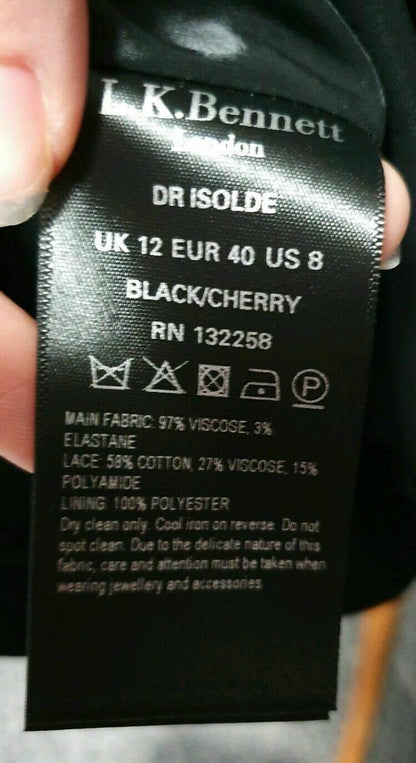 L.K.Bennett
London
DR ISOLDE
UK 12 EUR 40 US 8
BLACK/CHERRY
RN 132258
P
MAIN FABRIC: 97% VISCOSE, 3%
ELASTANE
LACE: 58% COTTON, 27% VISCOSE, 15%
POLYAMIDE
LINING: 100% POLYESTER
Dry clean only. Cool iron on reverse. Do not
spot clean. Due to the delicate nature of this
fabric, care and attention must be taken when
wearing jewellery and accessories.